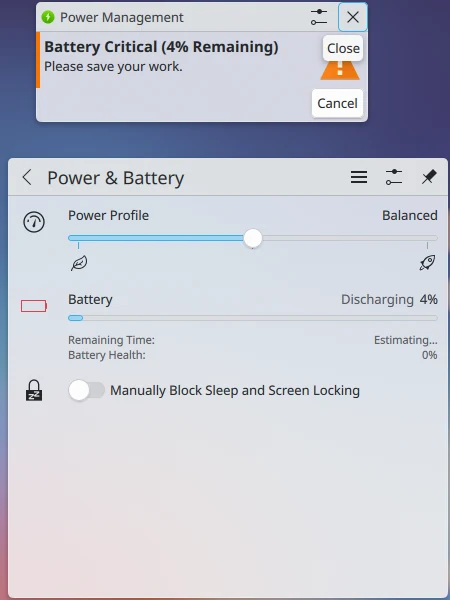 Power Management
Battery Critical (4% Remaining)
Please save your work.
Close
Cancel
Power & Battery
Power Profile Balanced
Battery Discharging 4%
Remaining Time: Estimating...
Battery Health: 0%
Manually Block Sleep and Screen Locking